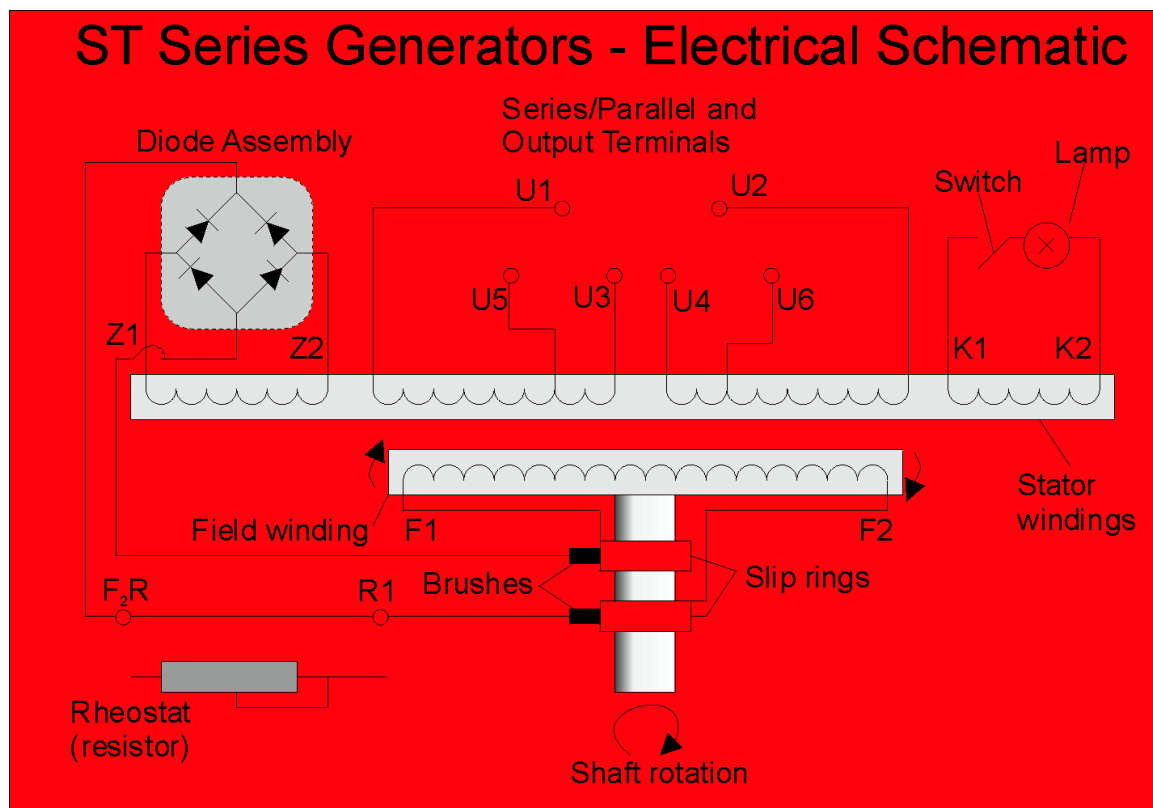 ST Series Generators - Electrical Schematic
Series/Parallel and
Output Terminals
Diode Assembly
Lamp
Switch
U1
U2
U5
U3
U4
U6
Z1
Z2
K1
K2
Field winding
F1
F2
Stator
windings
Brushes
Slip rings
F₂R
R1
Rheostat
(resistor)
Shaft rotation